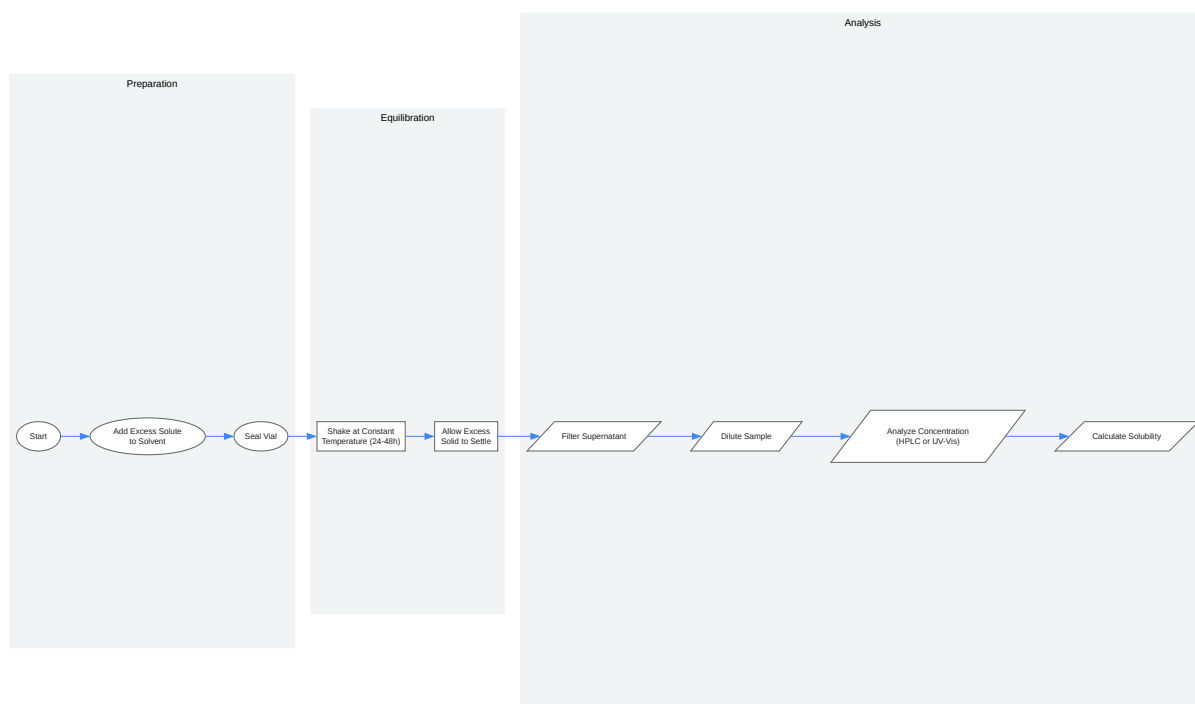 Analysis
Preparation
Equilibration
Start
Add Excess Solute
to Solvent
Seal Vial
Shake at Constant
Temperature (24-48h)
Allow Excess
Solid to Settle
Filter Supernatant
Dilute Sample
Analyze Concentration
(HPLC or UV-Vis)
Calculate Solubility